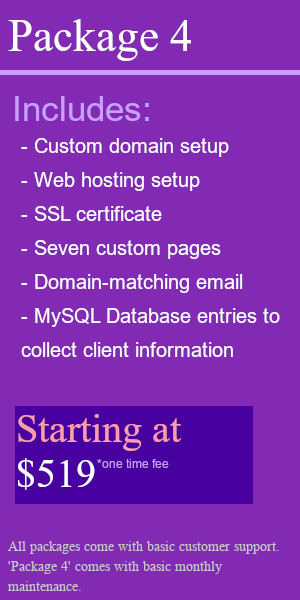 Package 4
Includes:
- Custom domain setup
- Web hosting setup
- SSL certificate
- Seven custom pages
- Domain-matching email
- MySQL Database entries to
collect client information
Starting at
$519*one time fee
All packages come with basic customer support.
'Package 4' comes with basic monthly
maintenance.